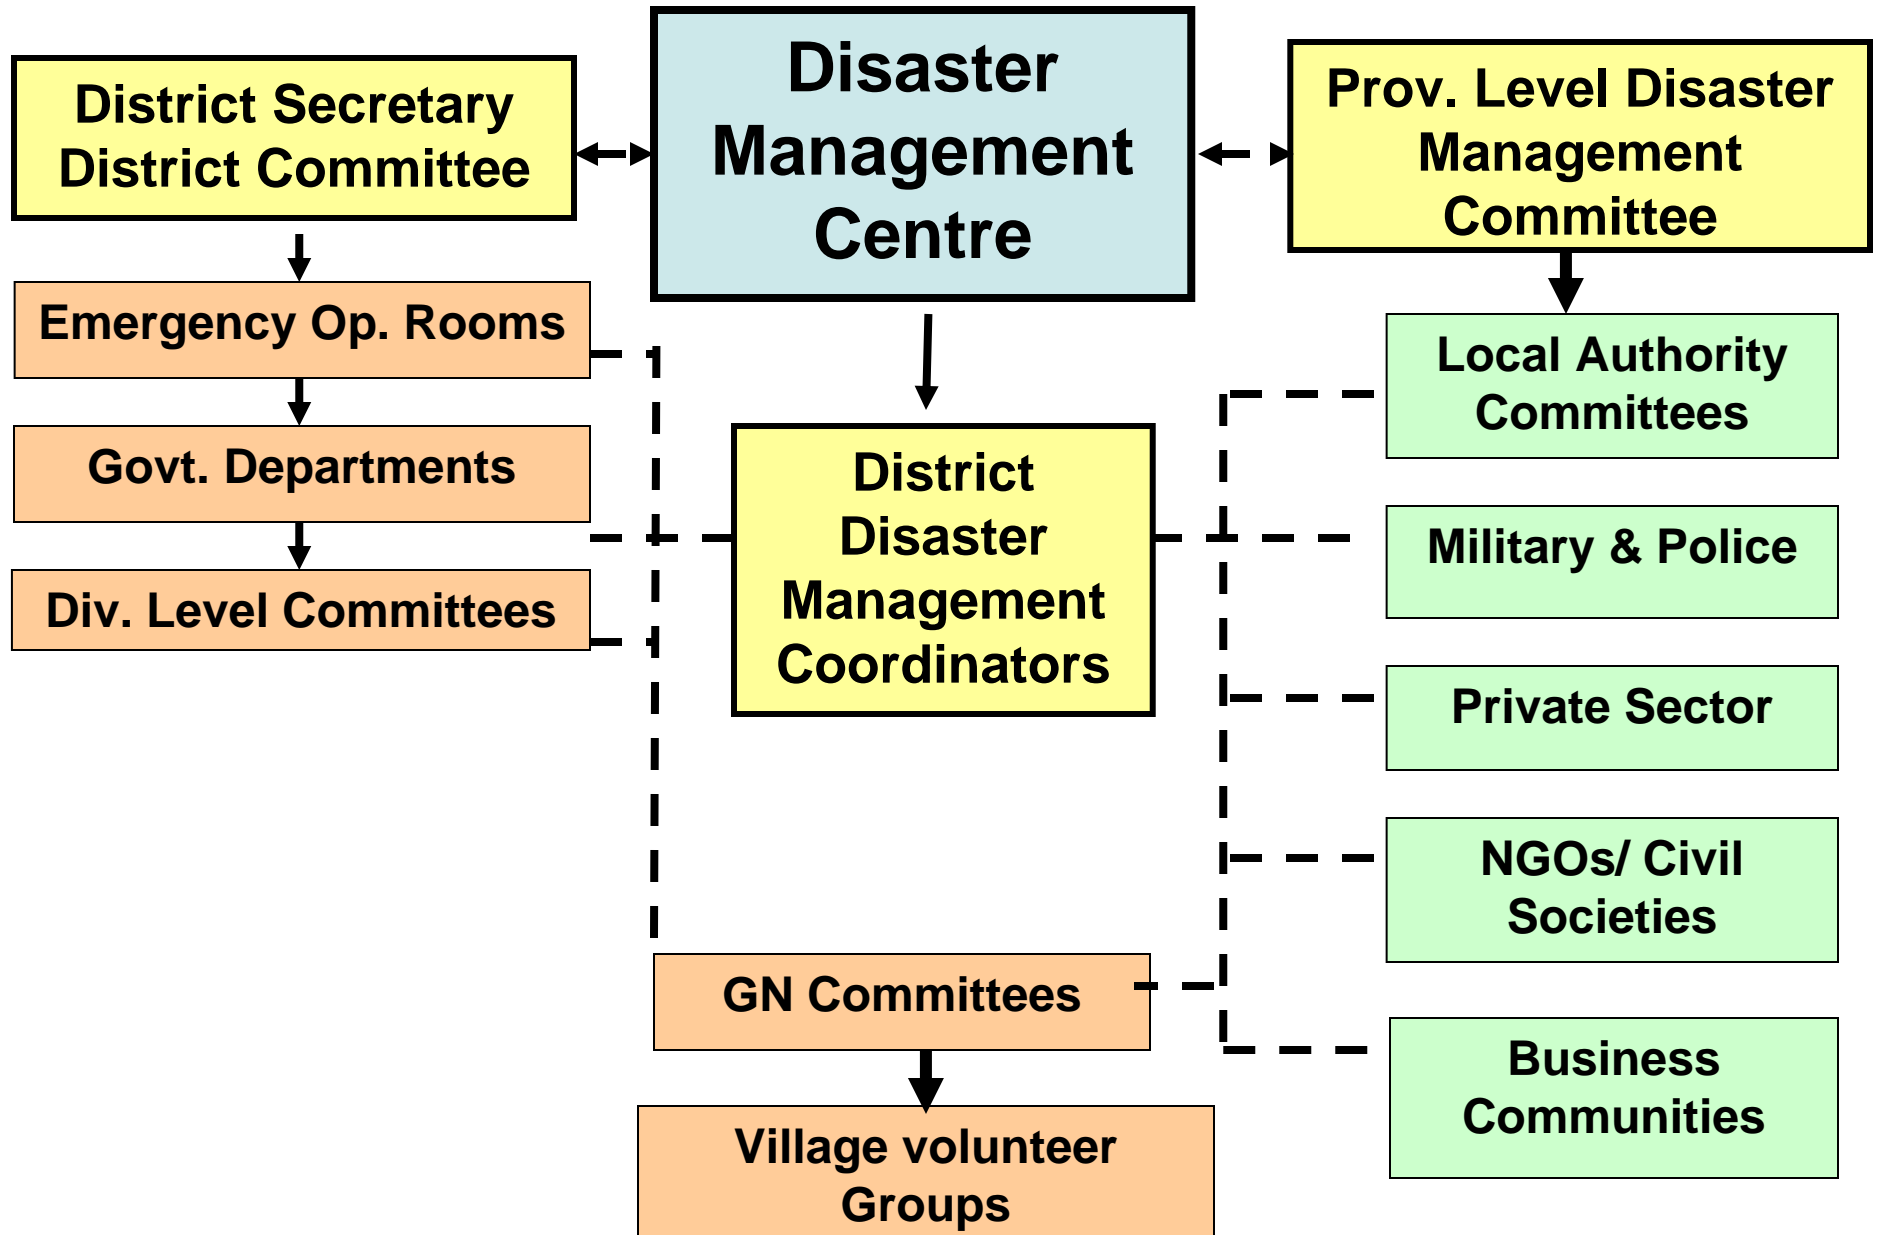 District Secretary
District Committee
Disaster
Management
Centre
Prov. Level Disaster
Management
Committee
Emergency Op. Rooms
Govt. Departments
Div. Level Committees
District
Disaster
Management
Coordinators
Local Authority
Committees
Military & Police
Private Sector
NGOs/ Civil
Societies
Business
Communities
GN Committees
Village volunteer
Groups